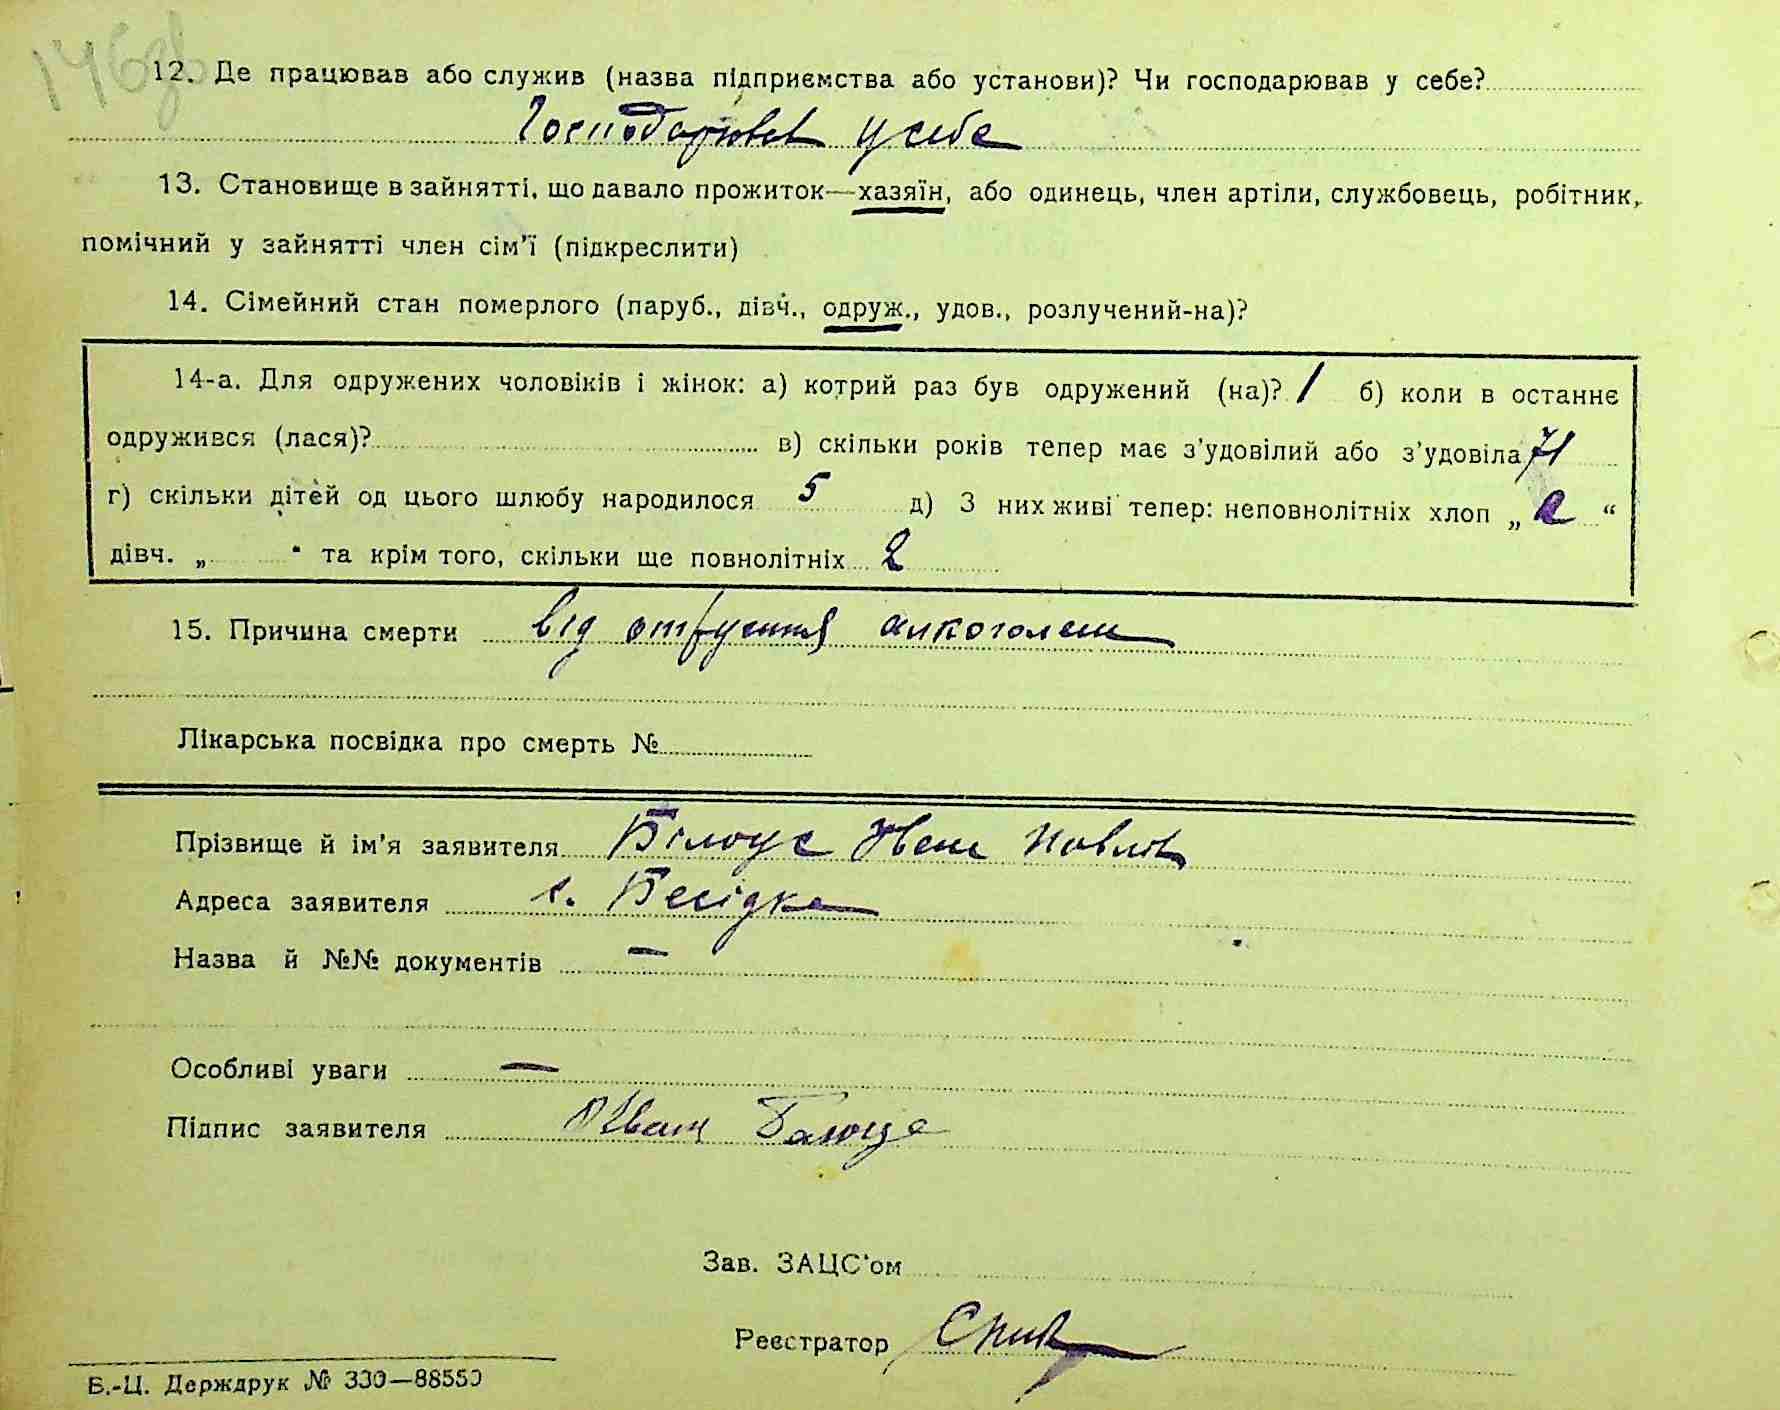 146зв
12. Де працював або служив (назва підприємства або установи)? Чи господарював у себе?
Господарював у себе
13. Становище в зайнятті, що давало прожиток—хазяїн, або одинець, член артіли, службовець, робітник,
помічний у зайнятті член сім'ї (підкреслити)
14. Сімейний стан померлого (паруб., дівч., одруж., удов., розлучений-на)?
14-а. Для одружених чоловіків і жінок: а) котрий раз був одружений (на)? / б) коли в останнє
одружився (лася)? в) скільки років тепер має з'удовілий або з'удовіла 71
г) скільки дітей од цього шлюбу народилося 5 д) З них живі тепер: неповнолітніх хлоп „ “
дівч. „ “ та крім того, скільки ще повнолітніх 2
15. Причина смерти від отруєння алкоголем
Лікарська посвідка про смерть №
Прізвище й ім'я заявителя Білоус Іван Павлов
Адреса заявителя с. Бесідка
Назва й №№ документів —
Особливі уваги —
Підпис заявителя Иван
Зав. ЗАЦС'ом
Реєстратор
Б.-Ц. Держдрук № 330—88550